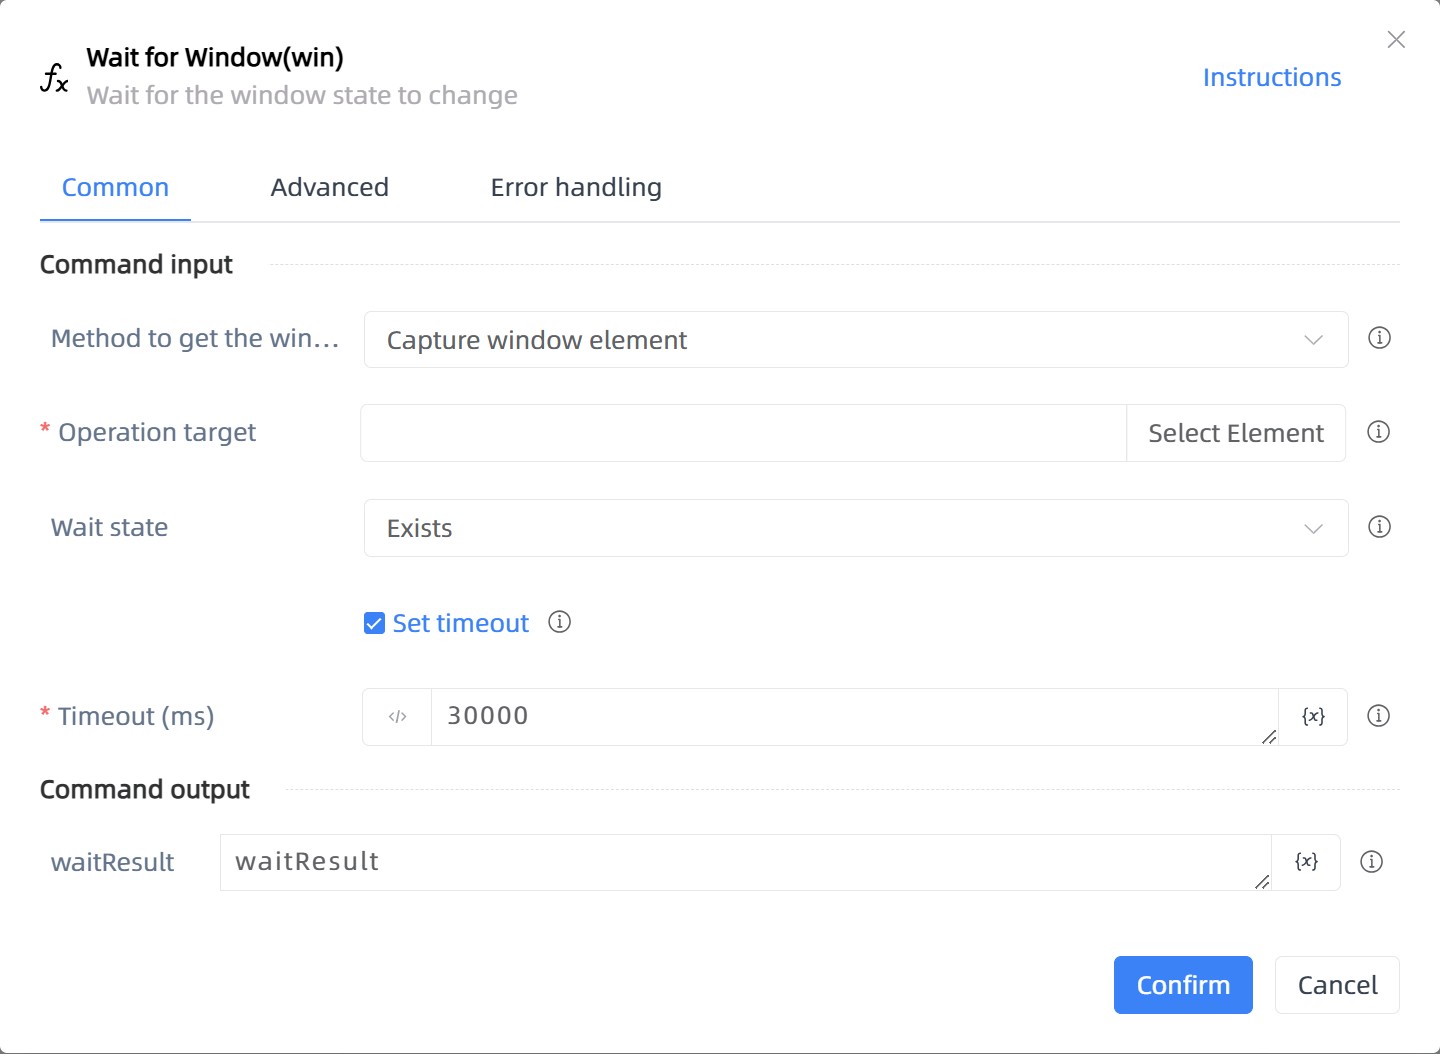 Wait for Window(win)
Wait for the window state to change
Instructions
Common
Advanced
Error handling
Command input
Method to get the win...
Capture window element
* Operation target
Select Element
Wait state
Exists
Set timeout
* Timeout (ms)
</>
30000
{x}
Command output
waitResult
waitResult
{x}
Confirm
Cancel